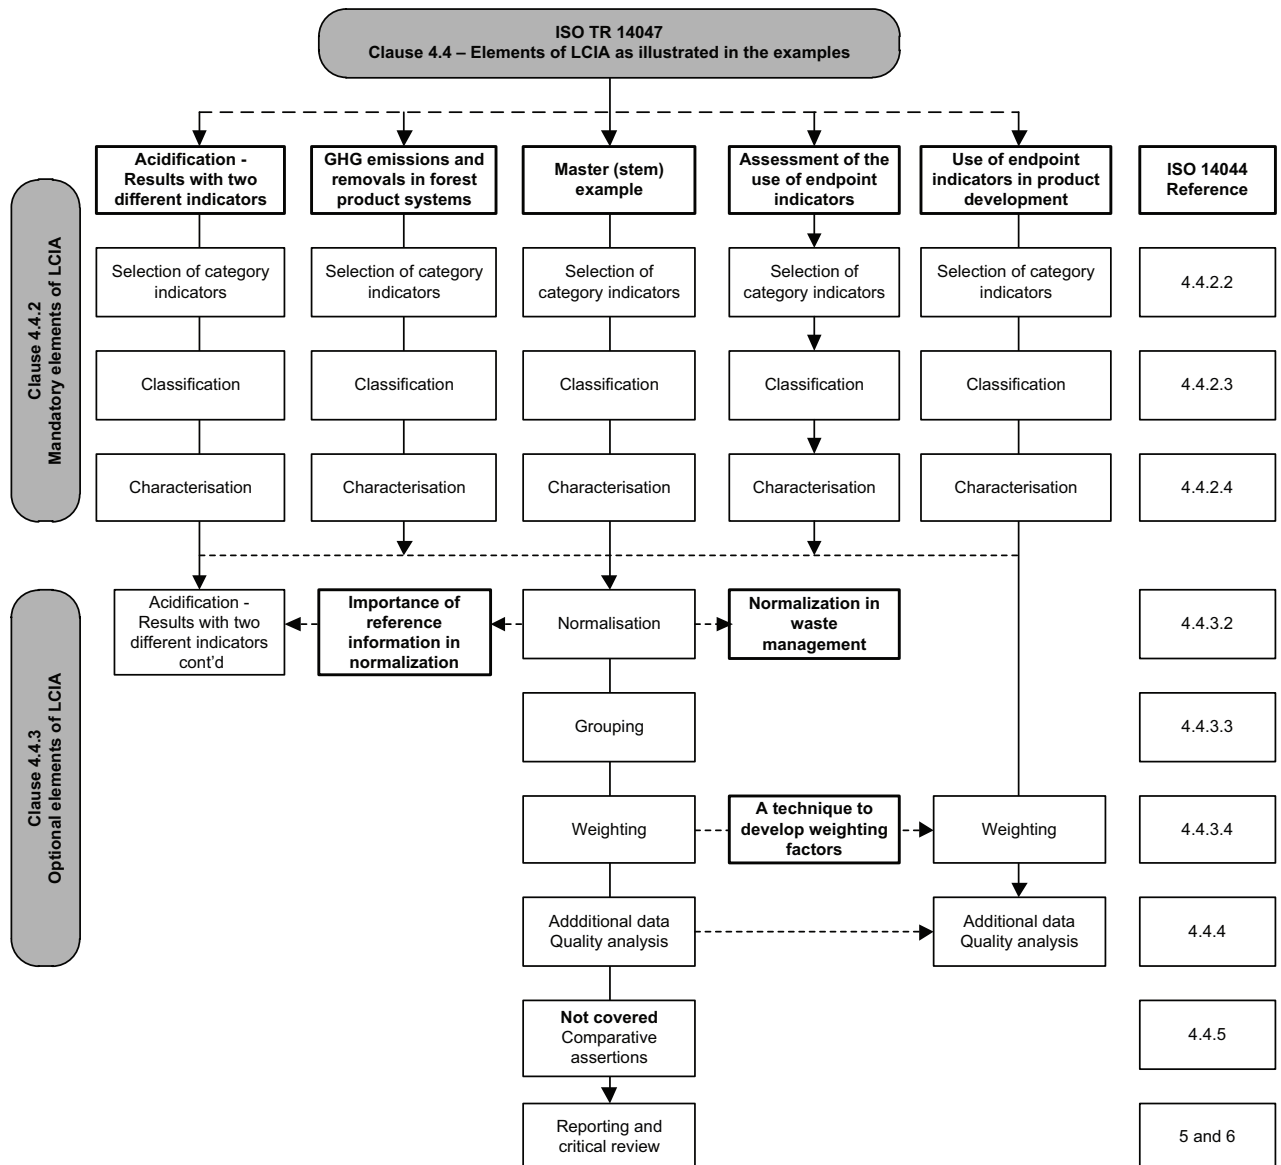 ISO TR 14047
Clause 4.4 – Elements of LCIA as illustrated in the examples
Acidification -
Results with two
different indicators
GHG emissions and
removals in forest
product systems
Master (stem)
example
Assessment of the
use of endpoint
indicators
Use of endpoint
indicators in product
development
ISO 14044
Reference
Clause 4.4.2
Mandatory elements of LCIA
Selection of category
indicators
Selection of category
indicators
Selection of
category indicators
Selection of
category indicators
Selection of category
indicators
4.4.2.2
Classification
Classification
Classification
Classification
Classification
4.4.2.3
Characterisation
Characterisation
Characterisation
Characterisation
Characterisation
4.4.2.4
Clause 4.4.3
Optional elements of LCIA
Acidification -
Results with two
different indicators
cont'd
Importance of
reference
information in
normalization
Normalisation
Normalization in
waste
management
4.4.3.2
Grouping
4.4.3.3
Weighting
A technique to
develop weighting
factors
Weighting
4.4.3.4
Addditional data
Quality analysis
Additional data
Quality analysis
4.4.4
Not covered
Comparative
assertions
4.4.5
Reporting and
critical review
5 and 6